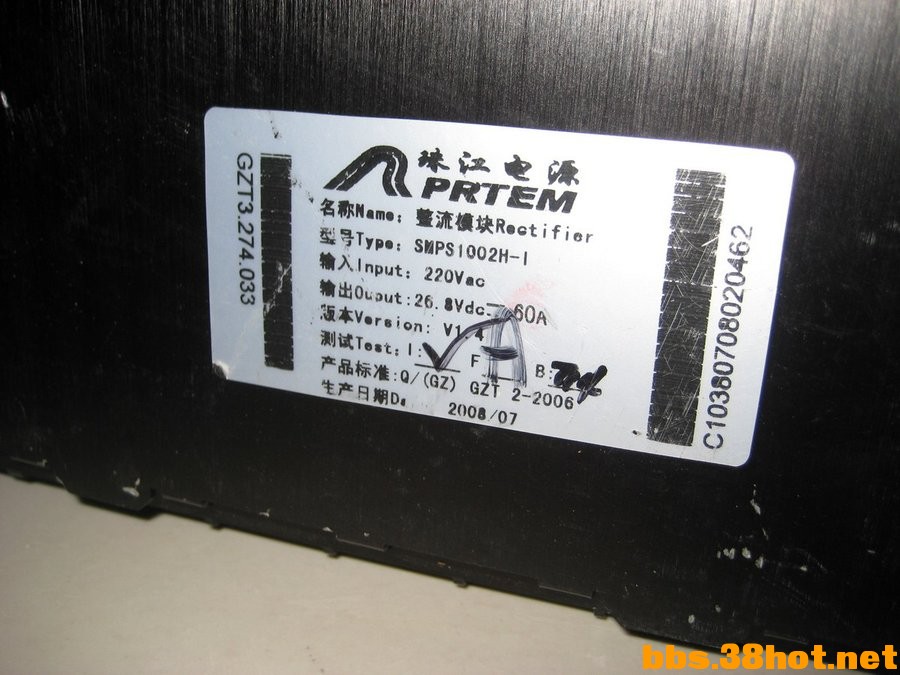 珠江电源
PRTEM
名称Name: 整流模块Rectifier
型号Type: SMPS1002H-I
输入Input: 220Vac
输出Ouput:26.8Vdc 60A
版本Version: V1.4
测试Test: I: F B:
产品标准:Q/(GZ) GZT 2-2006
生产日期Da 2008/07
GZT3.274.033
C10380708020462
bbs.38hot.net